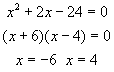 x² + 2x − 24 = 0
(x + 6)(x − 4) = 0
x = −6 x = 4